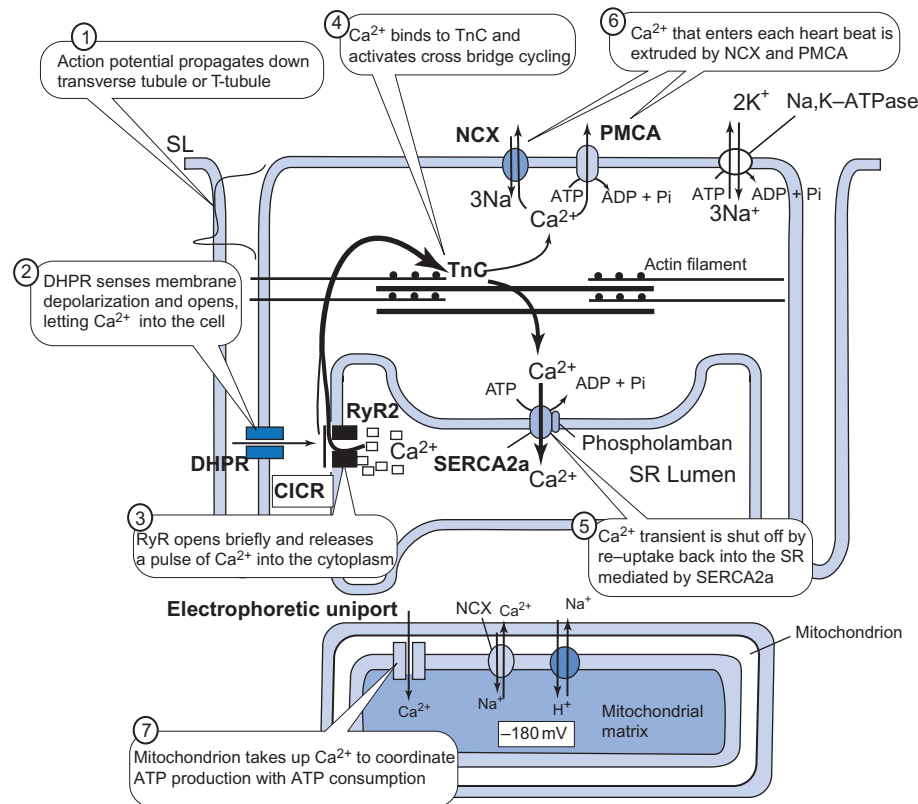 1
Action potential propagates down
transverse tubule or T-tubule
4
Ca²⁺ binds to TnC and
activates cross bridge cycling
6
Ca²⁺ that enters each heart beat is
extruded by NCX and PMCA
SL
NCX
PMCA
2K⁺
Na,K–ATPase
3Na
Ca²⁺
ATP
ADP + Pi
ATP
ADP + Pi
3Na⁺
2
DHPR senses membrane
depolarization and opens,
letting Ca²⁺ into the cell
TnC
Actin filament
Ca²⁺
ATP
ADP + Pi
RyR2
Ca²⁺
DHPR
CICR
SERCA2a
Phospholamban
Ca²⁺
SR Lumen
3
RyR opens briefly and releases
a pulse of Ca²⁺ into the cytoplasm
5
Ca²⁺ transient is shut off by
re–uptake back into the SR
mediated by SERCA2a
Electrophoretic uniport
NCX
Ca²⁺
Na⁺
Mitochondrion
Ca²⁺
Na⁺
H⁺
Mitochondrial
matrix
–180 mV
7
Mitochondrion takes up Ca²⁺ to coordinate
ATP production with ATP consumption